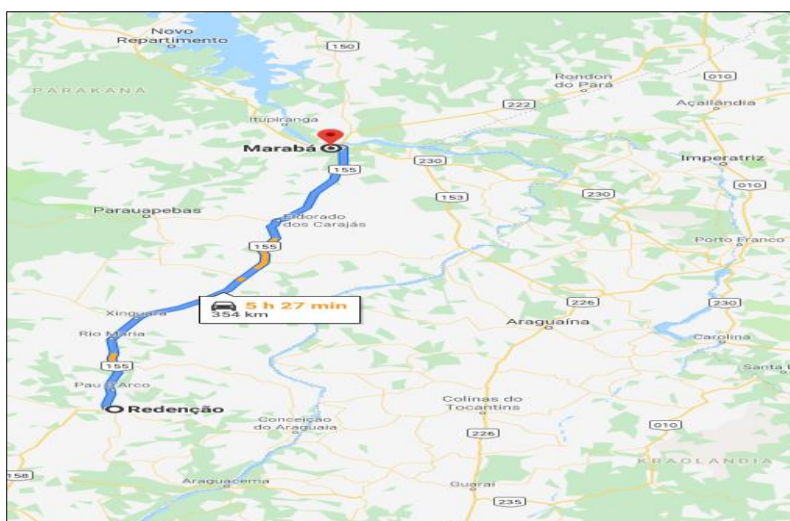 Novo
Repartimento
150
010
Rondon
do Pará
PARAKANÃ
222
Açailândia
Itupiranga
Marabá
230
Imperatriz
155
010
153
230
Parauapebas
Eldorado
dos Carajás
155
Porto Franco
5 h 27 min
354 km
226
230
Xinguara
Araguaína
Rio Maria
Carolina
155
Pau D'Arco
Redenção
Colinas do
Tocantins
Conceição
do Araguaia
226
010
KRAOLANDIA
158
Araguacema
Guaraí
235